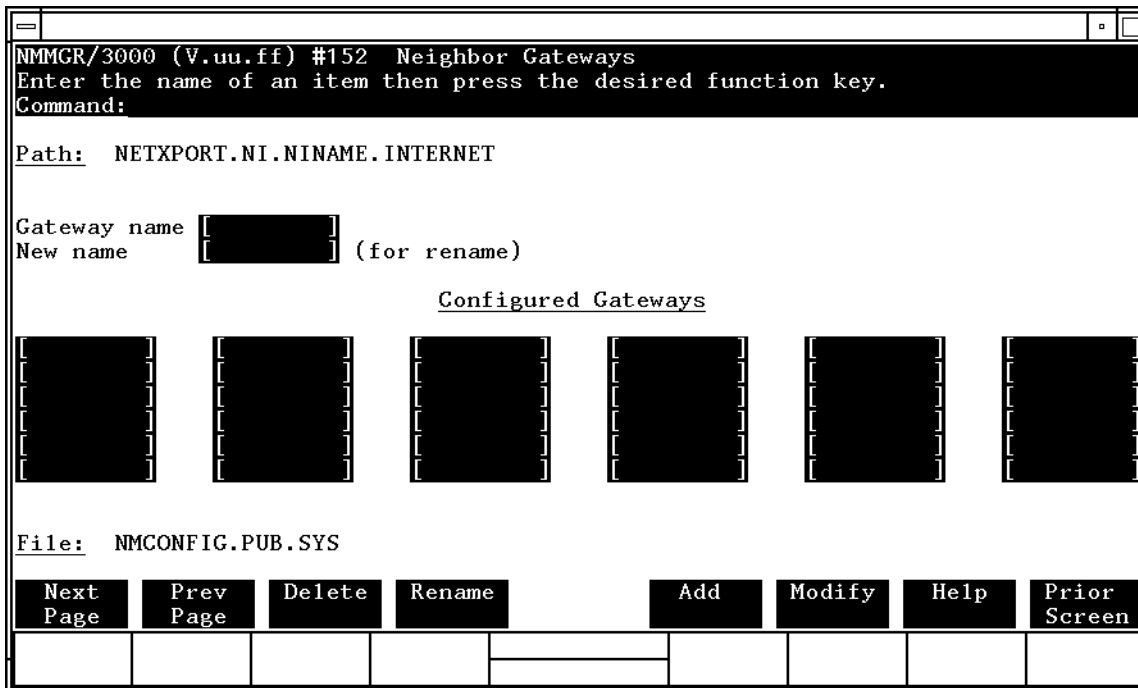 NMMGR/3000 (V.uu.ff) #152  Neighbor Gateways
Enter the name of an item then press the desired function key.
Command:
Path:  NETXPORT.NI.NINAME.INTERNET
Gateway name [        ]
New name     [        ] (for rename)
Configured Gateways
[        ]    [        ]    [        ]    [        ]    [        ]    [        ]
[        ]    [        ]    [        ]    [        ]    [        ]    [        ]
[        ]    [        ]    [        ]    [        ]    [        ]    [        ]
[        ]    [        ]    [        ]    [        ]    [        ]    [        ]
[        ]    [        ]    [        ]    [        ]    [        ]    [        ]
[        ]    [        ]    [        ]    [        ]    [        ]    [        ]
File:  NMCONFIG.PUB.SYS
Next Page
Prev Page
Delete
Rename
Add
Modify
Help
Prior Screen